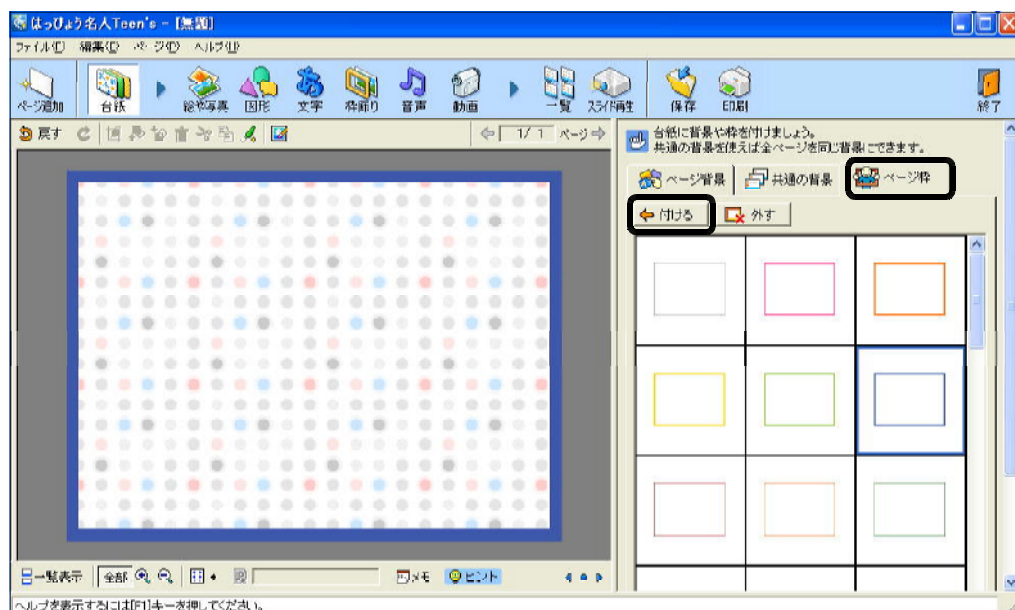 はっぴょう名人Teen's - [無題]
ファイル(F) 編集(E) ページ(P) ヘルプ(H)
ページ追加 台紙 絵や写真 図形 文字 枠飾り 音声 動画 一覧 スライド再生 保存 印刷 終了
戻す 1/ 1 ページ
台紙に背景や枠を付けましょう。
共通の背景を使えば全ページを同じ背景にできます。
ページ背景 共通の背景 ページ枠
付ける 外す
一覧表示 全部 メモ ヒント
ヘルプを表示するには[F1]キーを押してください。